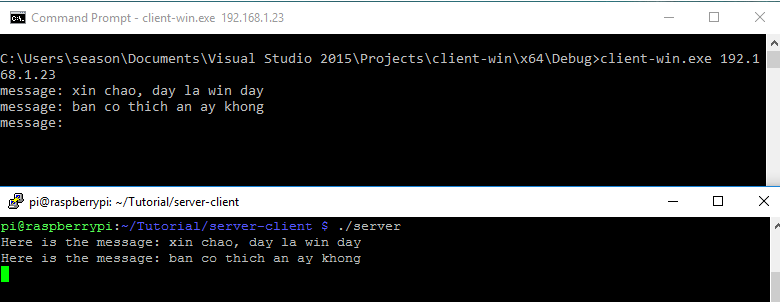 Command Prompt - client-win.exe  192.168.1.23
C:\Users\season\Documents\Visual Studio 2015\Projects\client-win\x64\Debug>client-win.exe 192.1
68.1.23
message: xin chao, day la win day
message: ban co thich an ay khong
message:
pi@raspberrypi: ~/Tutorial/server-client
pi@raspberrypi:~/Tutorial/server-client $ ./server
Here is the message: xin chao, day la win day
Here is the message: ban co thich an ay khong